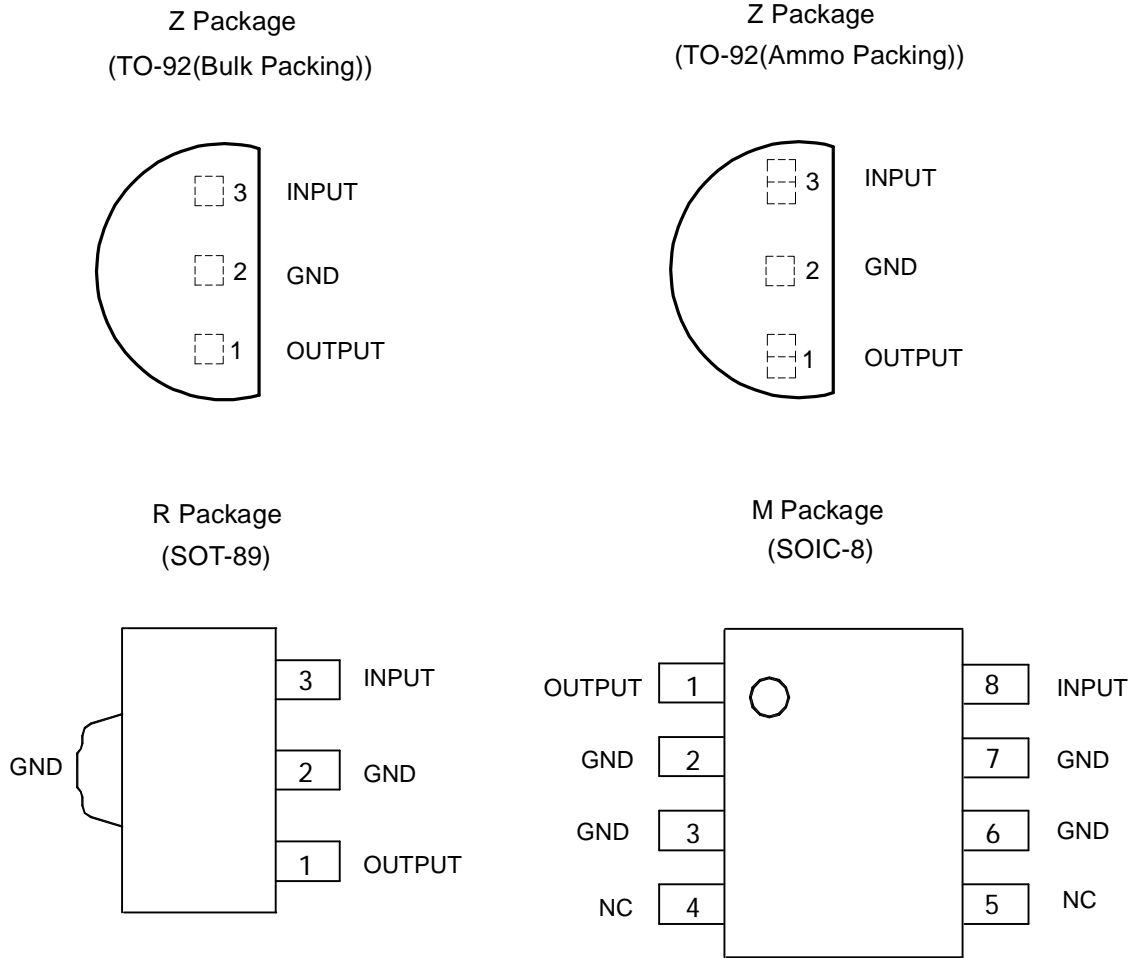 Z Package
(TO-92(Bulk Packing))
3 INPUT
2 GND
1 OUTPUT
Z Package
(TO-92(Ammo Packing))
3 INPUT
2 GND
1 OUTPUT
R Package
(SOT-89)
3 INPUT
GND 2 GND
1 OUTPUT
M Package
(SOIC-8)
OUTPUT 1 8 INPUT
GND 2 7 GND
GND 3 6 GND
NC 4 5 NC